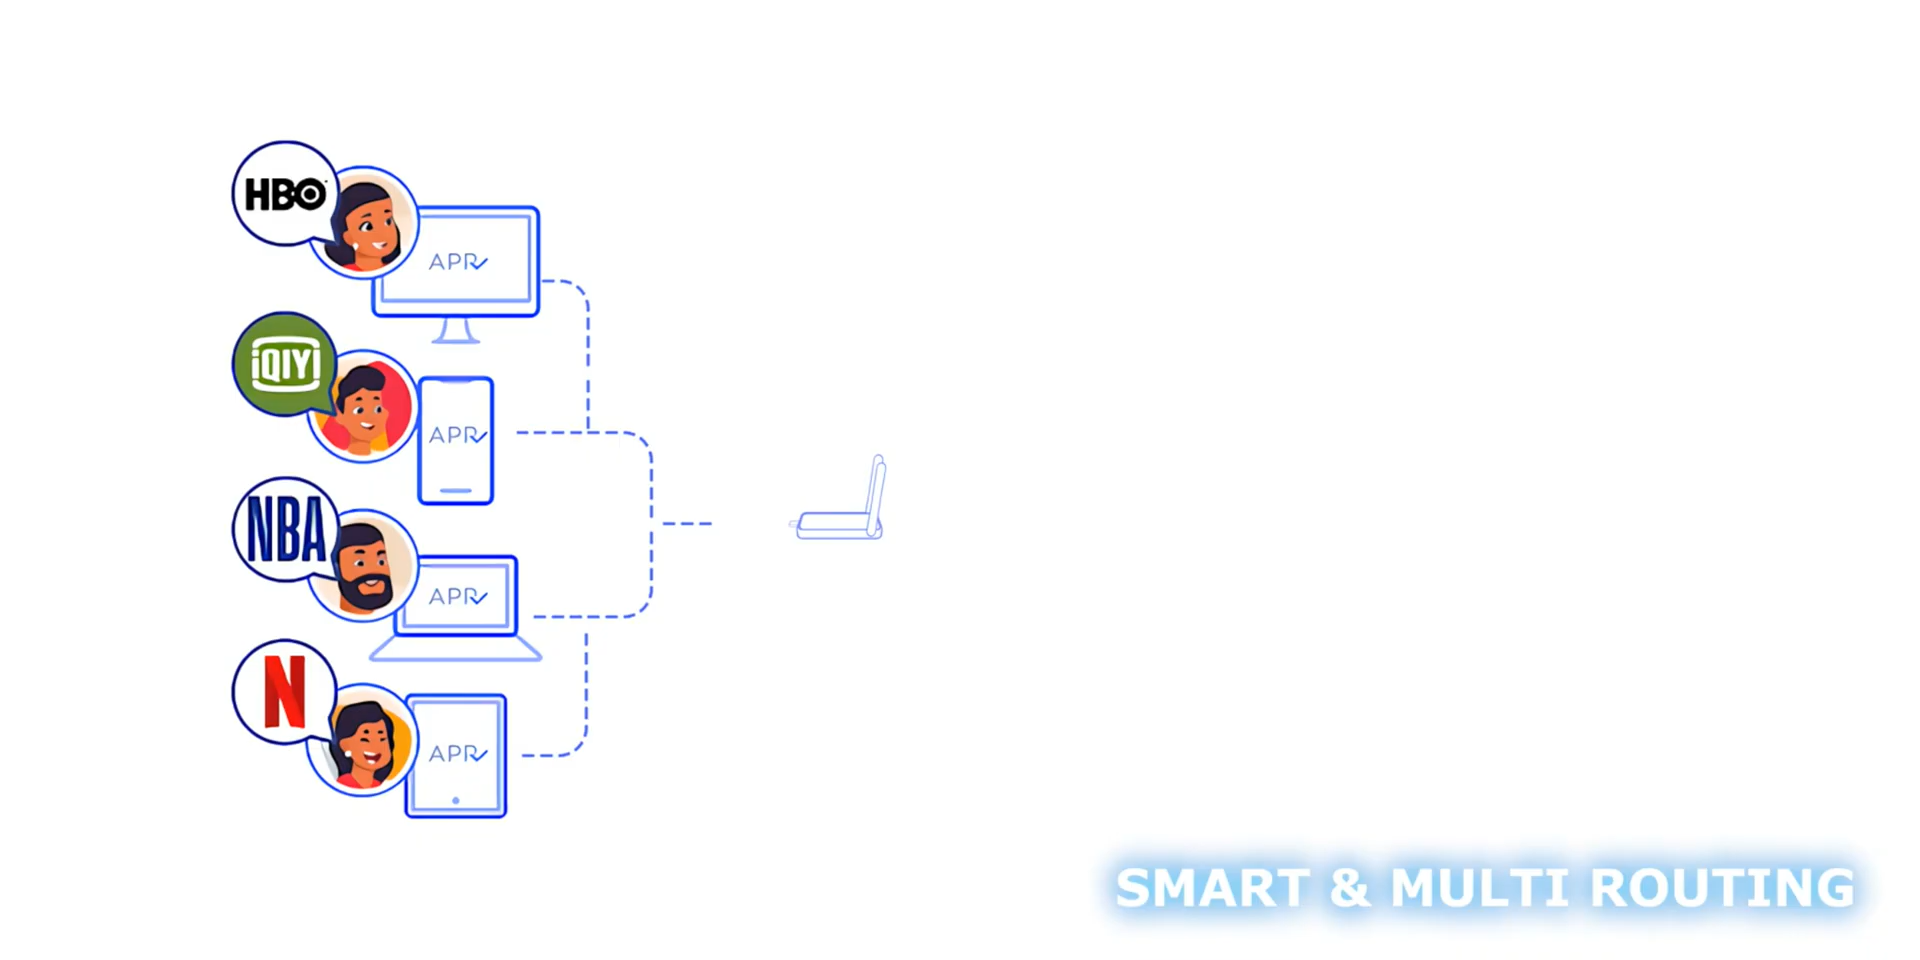 HBO
APR
iQIYI
APR
NBA
APR
N
APR
SMART & MULTI ROUTING